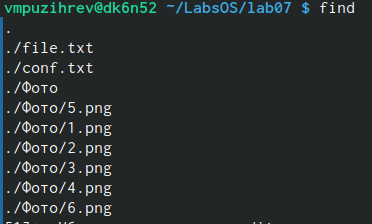 vmpuzihrev@dk6n52 ~/LabsOS/lab07 $ find
.
./file.txt
./conf.txt
./Фото
./Фото/5.png
./Фото/1.png
./Фото/2.png
./Фото/3.png
./Фото/4.png
./Фото/6.png